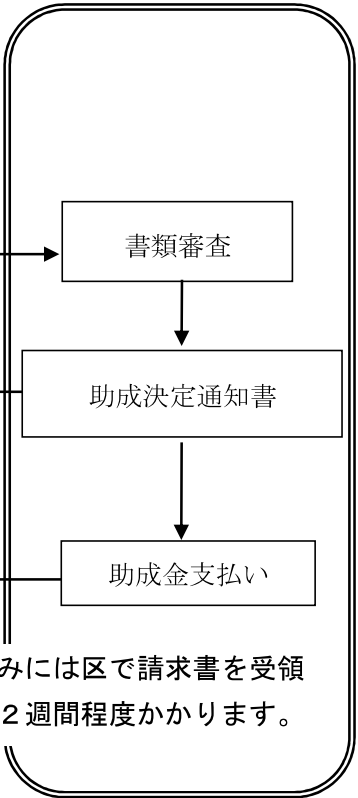 書類審査
助成決定通知書
助成金支払い
みには区で請求書を受領
２週間程度かかります。